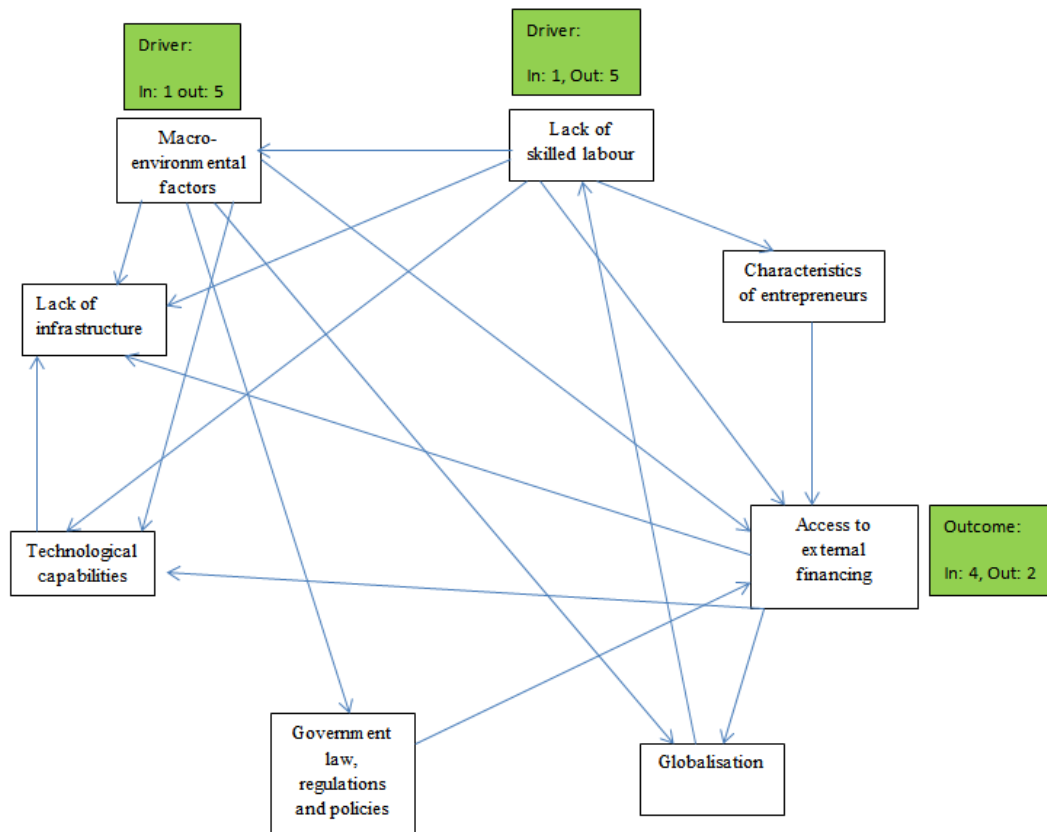 Driver:
In: 1 out: 5
Driver:
In: 1, Out: 5
Macro-
environmental
factors
Lack of
skilled labour
Characteristics
of entrepreneurs
Lack of
infrastructure
Technological
capabilities
Access to
external
financing
Outcome:
In: 4, Out: 2
Government
law,
regulations
and policies
Globalisation